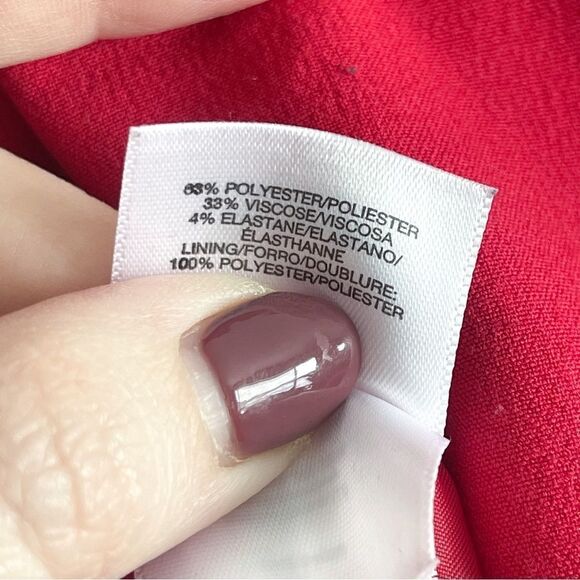 63% POLYESTER/POLIESTER
33% VISCOSE/VISCOSA
4% ELASTANE/ELASTANO/
ÉLASTHANNE
LINING/FORRO/DOUBLURE:
100% POLYESTER/POLIESTER